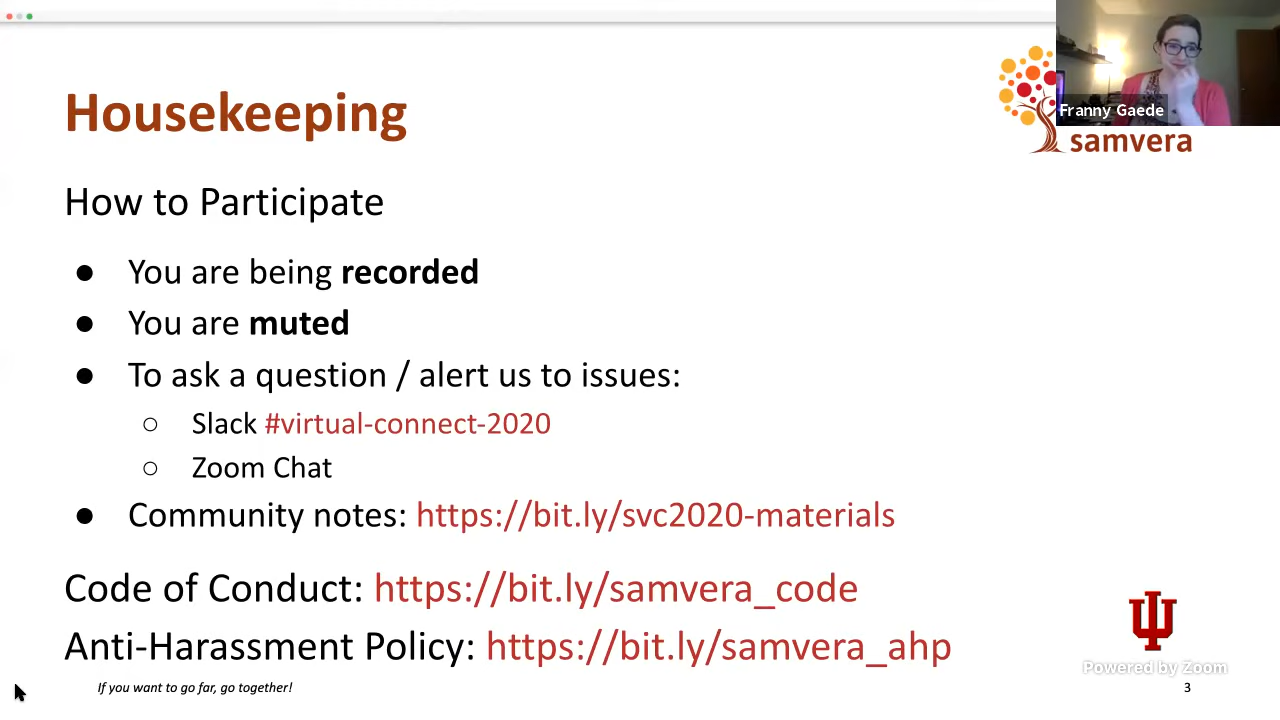 Housekeeping
Franny Gaede
samvera
How to Participate
● You are being recorded
● You are muted
● To ask a question / alert us to issues:
○ Slack #virtual-connect-2020
○ Zoom Chat
● Community notes: https://bit.ly/svc2020-materials
Code of Conduct: https://bit.ly/samvera_code
Anti-Harassment Policy: https://bit.ly/samvera_ahp
Powered by Zoom
If you want to go far, go together!
3